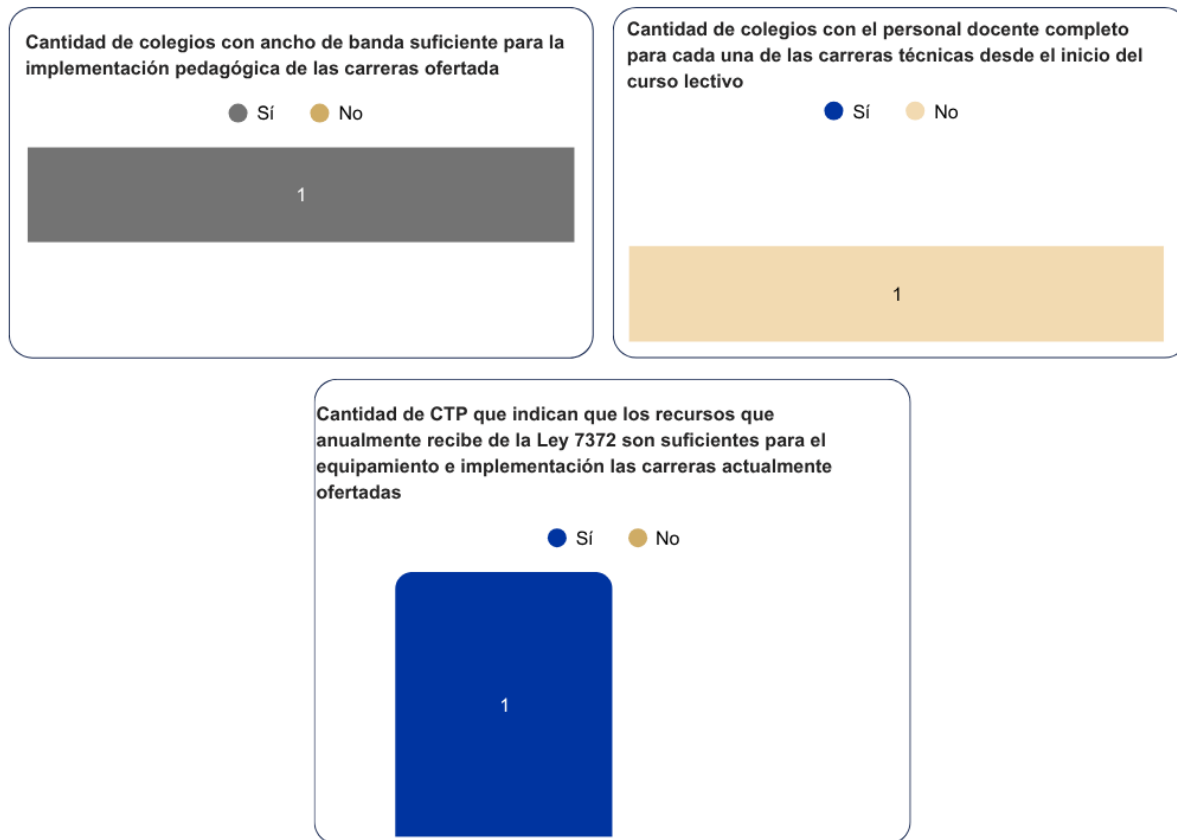 Cantidad de colegios con ancho de banda suficiente para la
implementación pedagógica de las carreras ofertada
Sí No
1
Cantidad de colegios con el personal docente completo
para cada una de las carreras técnicas desde el inicio del
curso lectivo
Sí No
1
Cantidad de CTP que indican que los recursos que
anualmente recibe de la Ley 7372 son suficientes para el
equipamiento e implementación las carreras actualmente
ofertadas
Sí No
1